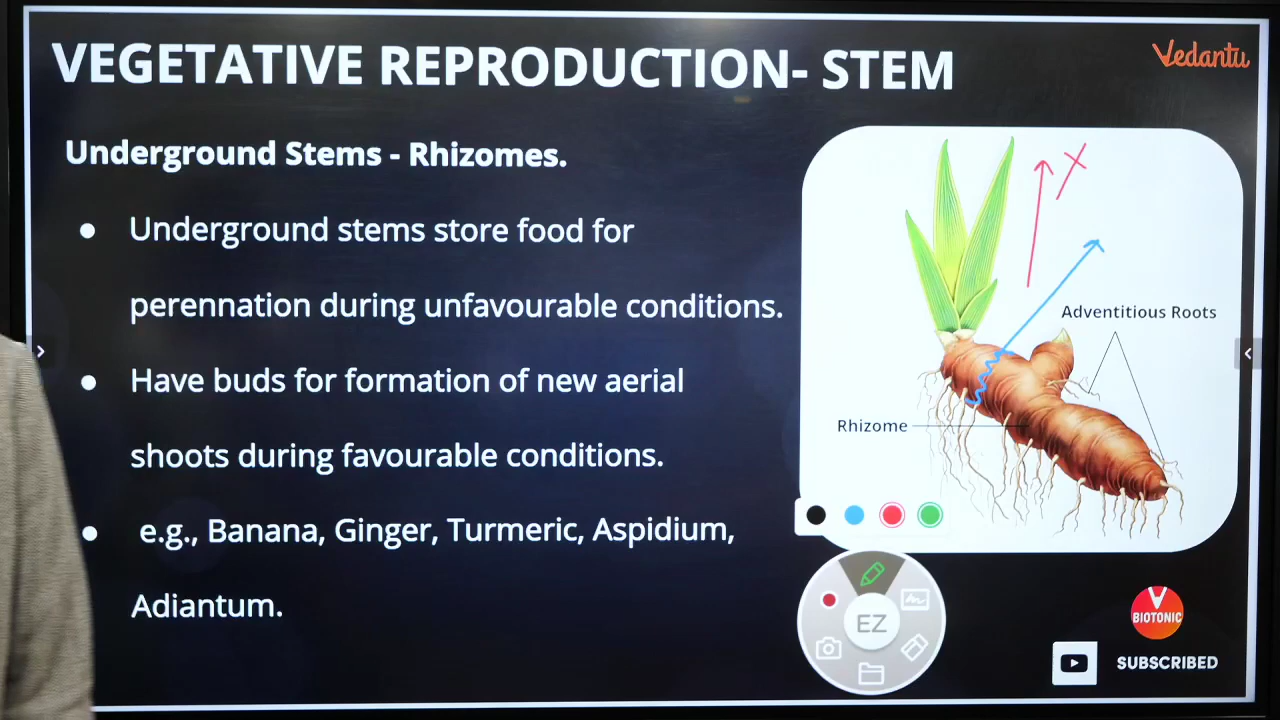 VEGETATIVE REPRODUCTION- STEM
Vedantu
Underground Stems - Rhizomes.
● Underground stems store food for
perennation during unfavourable conditions.
● Have buds for formation of new aerial
shoots during favourable conditions.
● e.g., Banana, Ginger, Turmeric, Aspidium,
Adiantum.
Adventitious Roots
Rhizome
EZ
V
BIOTONIC
SUBSCRIBED